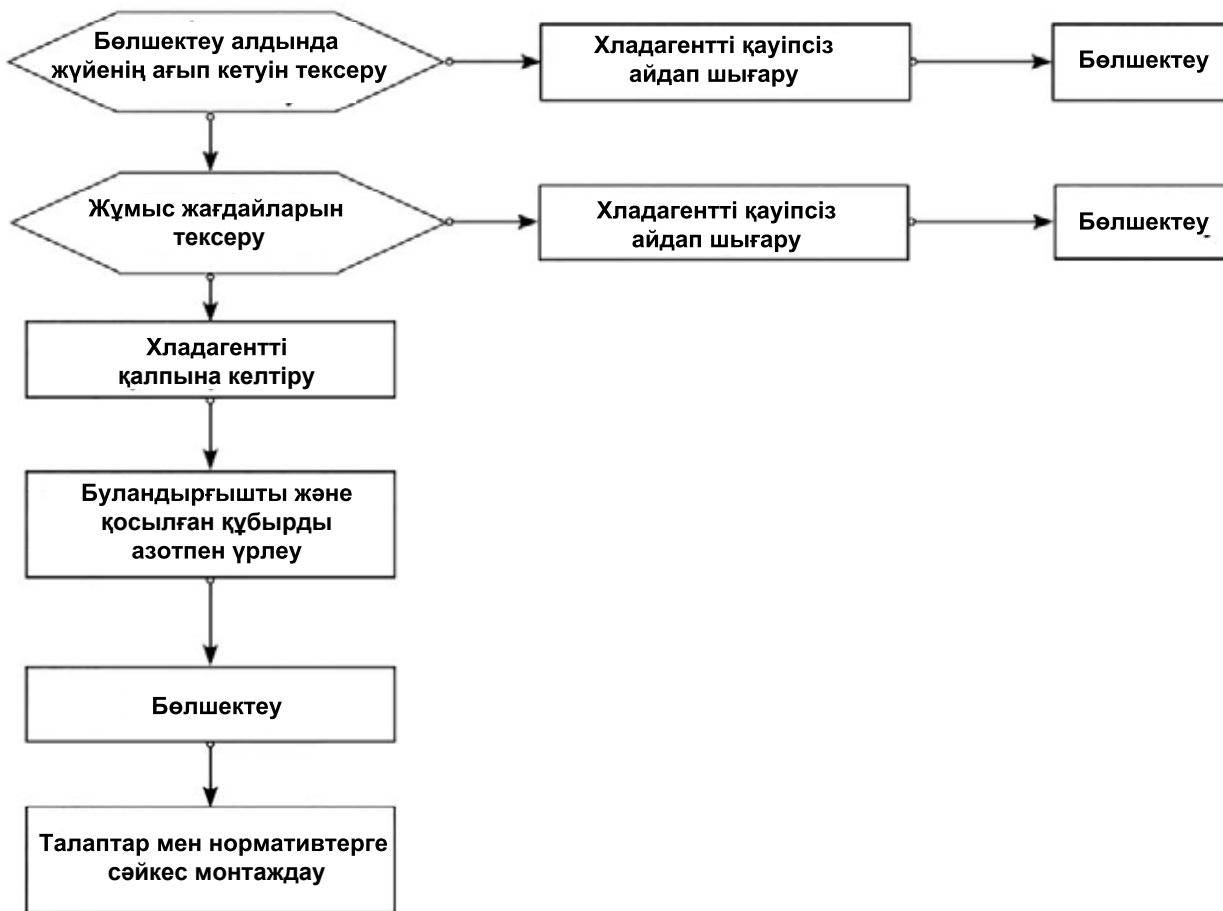 Бөлшектеу алдында
жүйенің ағып кетуін тексеру
Хладагентті қауіпсіз
айдап шығару
Бөлшектеу
Жұмыс жағдайларын
тексеру
Хладагентті қауіпсіз
айдап шығару
Бөлшектеу
Хладагентті
қалпына келтіру
Буландырғышты және
қосылған құбырды
азотпен үрлеу
Бөлшектеу
Талаптар мен нормативтерге
сәйкес монтаждау